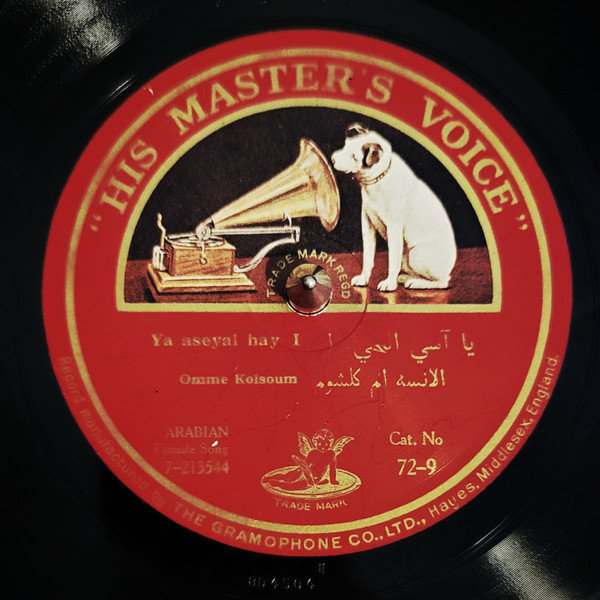 "HIS MASTER'S VOICE"
TRADE MARK REGD
Ya aseyal hay I يا آسي الحي ١
Omme Kolsoum الانسه ام كلثوم
ARABIAN
Female Song
7-213544
Cat. No
72-9
TRADE MARK
Record manufactured by THE GRAMOPHONE CO., LTD., Hayes, Middlesex, England.
II
BD4504